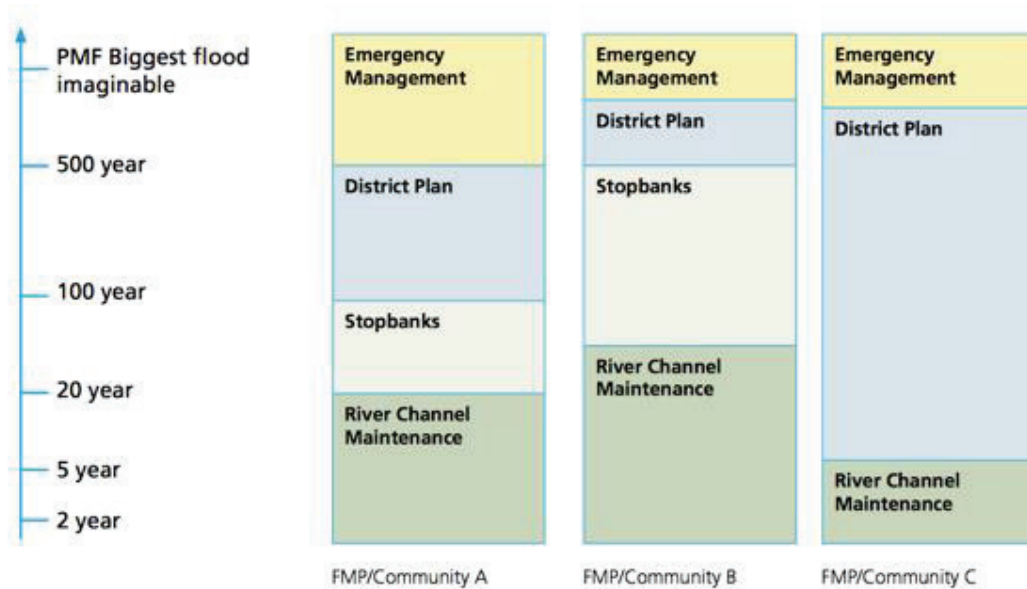 PMF Biggest flood
imaginable
500 year
100 year
20 year
5 year
2 year
Emergency
Management
District Plan
Stopbanks
River Channel
Maintenance
FMP/Community A
Emergency
Management
District Plan
Stopbanks
River Channel
Maintenance
FMP/Community B
Emergency
Management
District Plan
River Channel
Maintenance
FMP/Community C